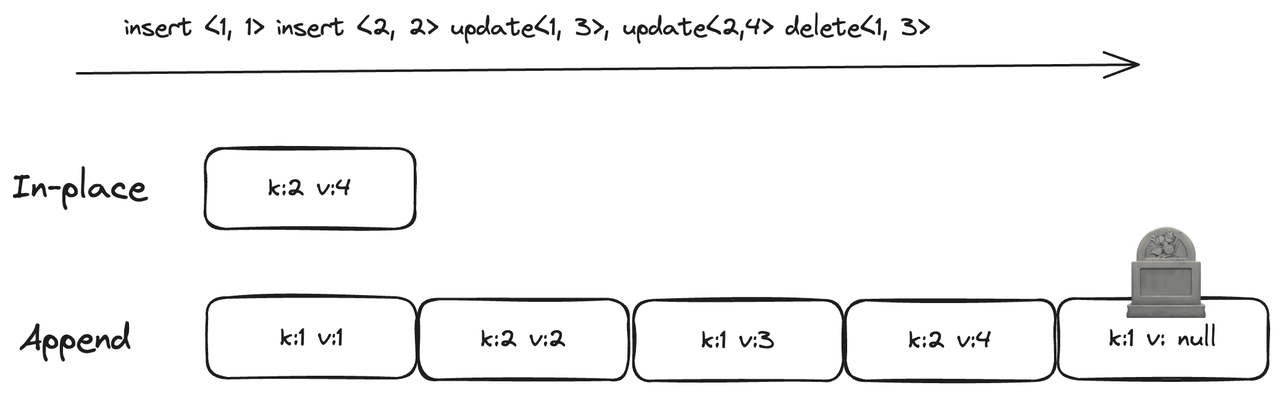 insert <1, 1> insert <2, 2> update<1, 3>, update<2,4> delete<1, 3>
In-place
k:2 v:4
Append
k:1 v:1
k:2 v:2
k:1 v:3
k:2 v:4
k:1 v: null